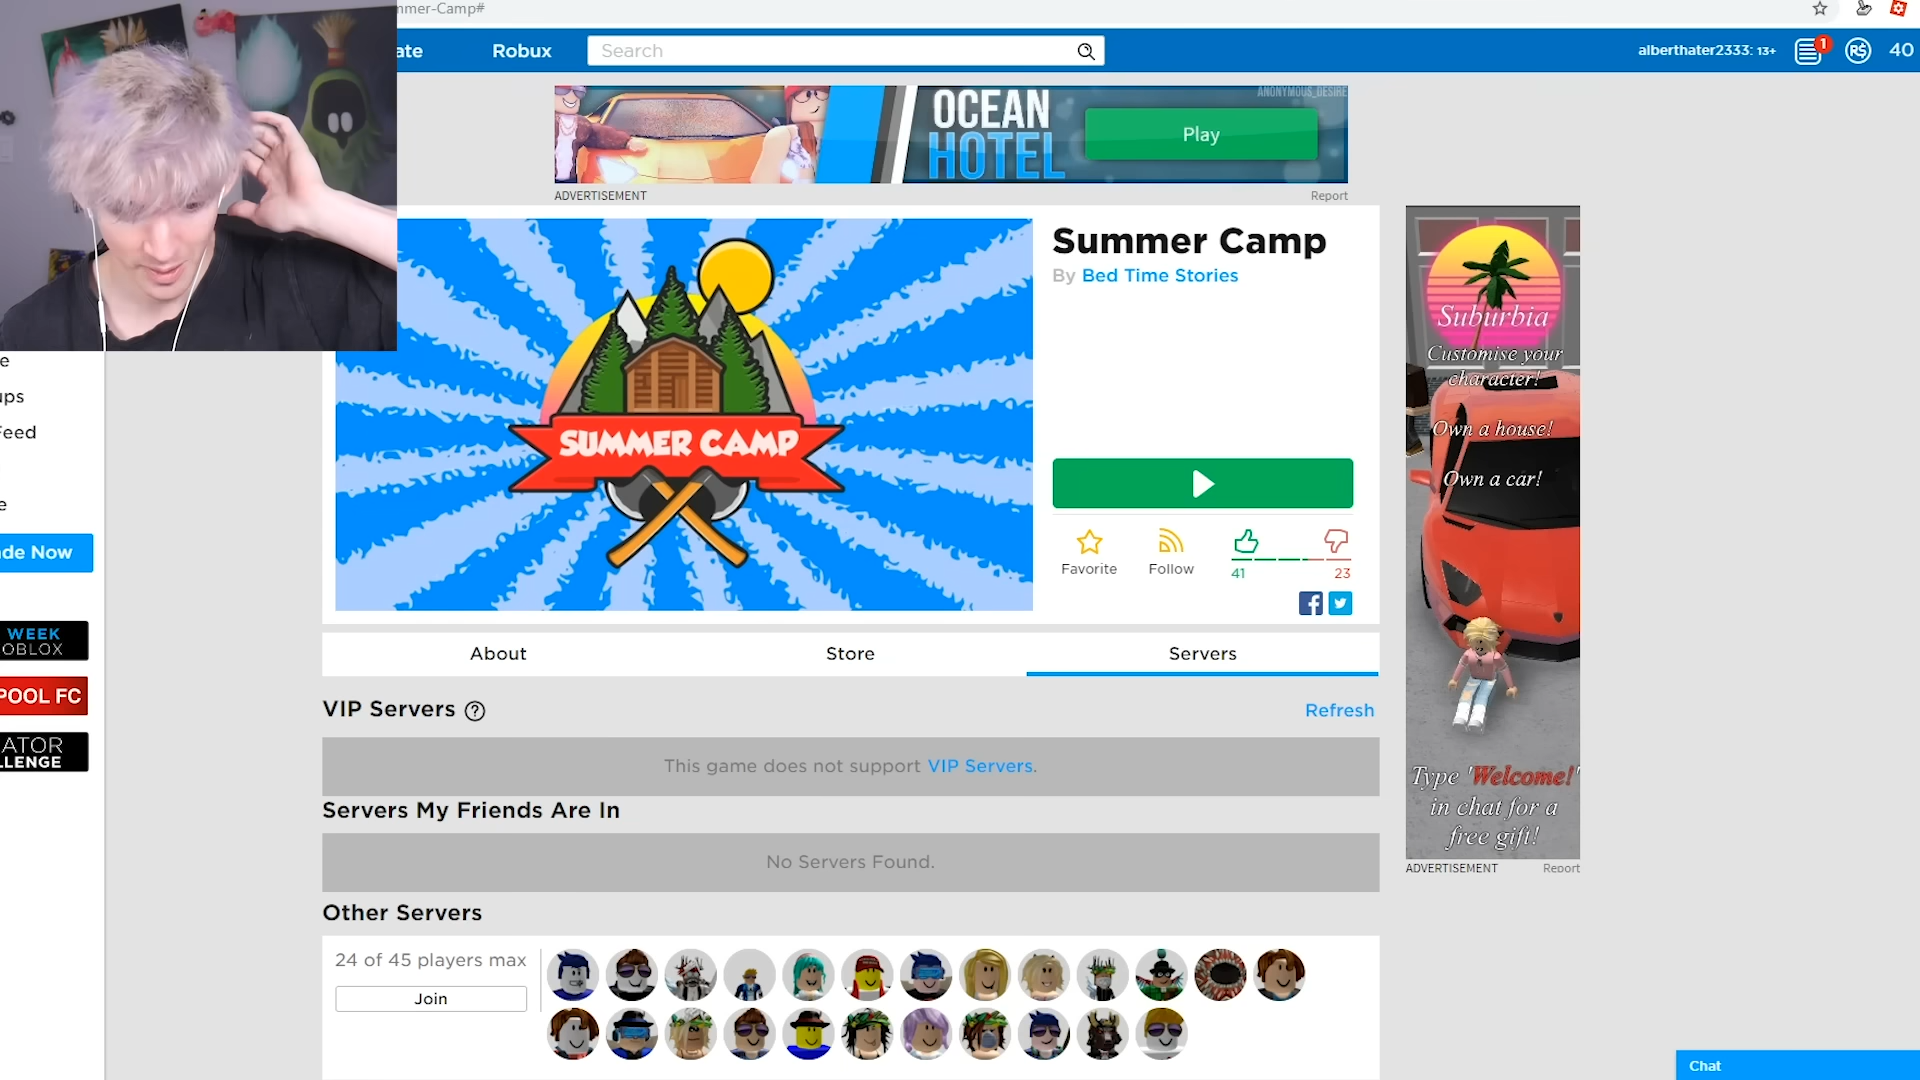 mmer-Camp#
ate
Robux
Search
alberthater2333: 13+
1
R$
40
OCEAN
HOTEL
ANONYMOUS_DESIRE
Play
ADVERTISEMENT
Report
Summer Camp
By Bed Time Stories
SUMMER CAMP
Favorite
Follow
41
23
e
ups
Feed
e
de Now
WEEK
OBLOX
POOL FC
ATOR
LLENGE
About
Store
Servers
VIP Servers ?
Refresh
This game does not support VIP Servers.
Servers My Friends Are In
No Servers Found.
Other Servers
24 of 45 players max
Join
Suburbia
Customise your
character!
Own a house!
Own a car!
Type 'Welcome!'
in chat for a
free gift!
ADVERTISEMENT
Report
Chat